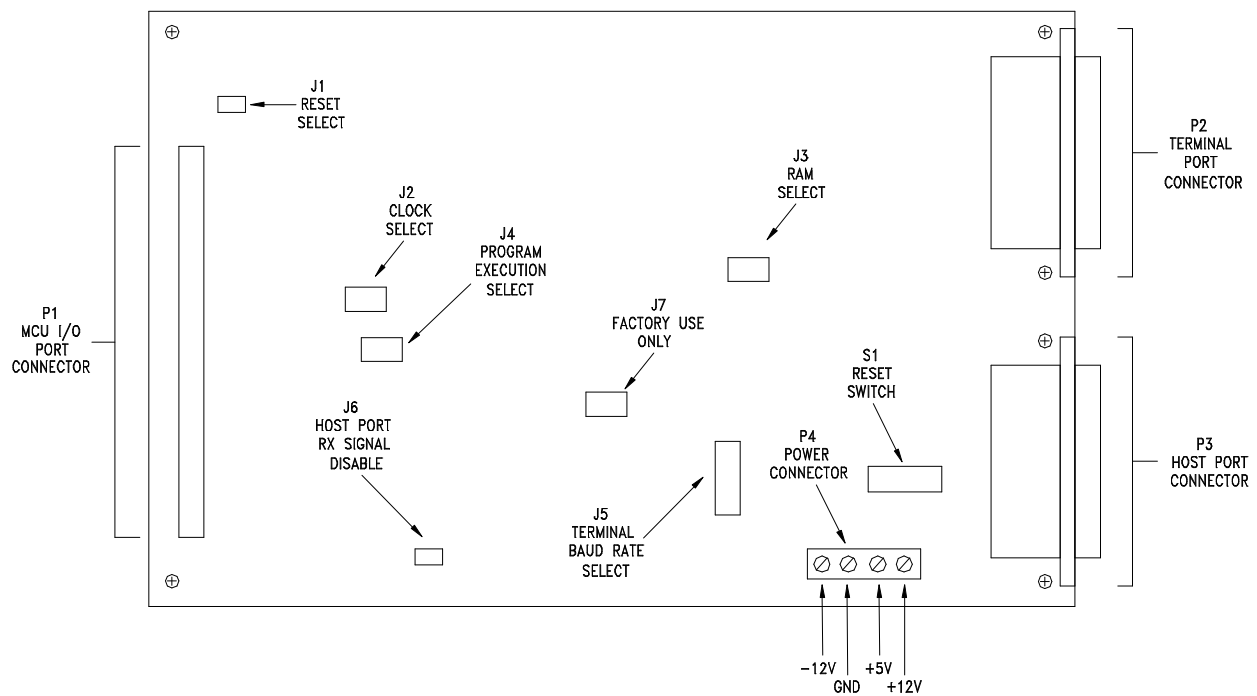 J1
RESET
SELECT
P2
TERMINAL
PORT
CONNECTOR
J3
RAM
SELECT
J2
CLOCK
SELECT
J4
PROGRAM
EXECUTION
SELECT
P1
MCU I/O
PORT
CONNECTOR
J7
FACTORY USE
ONLY
S1
RESET
SWITCH
J6
HOST PORT
RX SIGNAL
DISABLE
P4
POWER
CONNECTOR
P3
HOST PORT
CONNECTOR
J5
TERMINAL
BAUD RATE
SELECT
-12V
GND
+5V
+12V